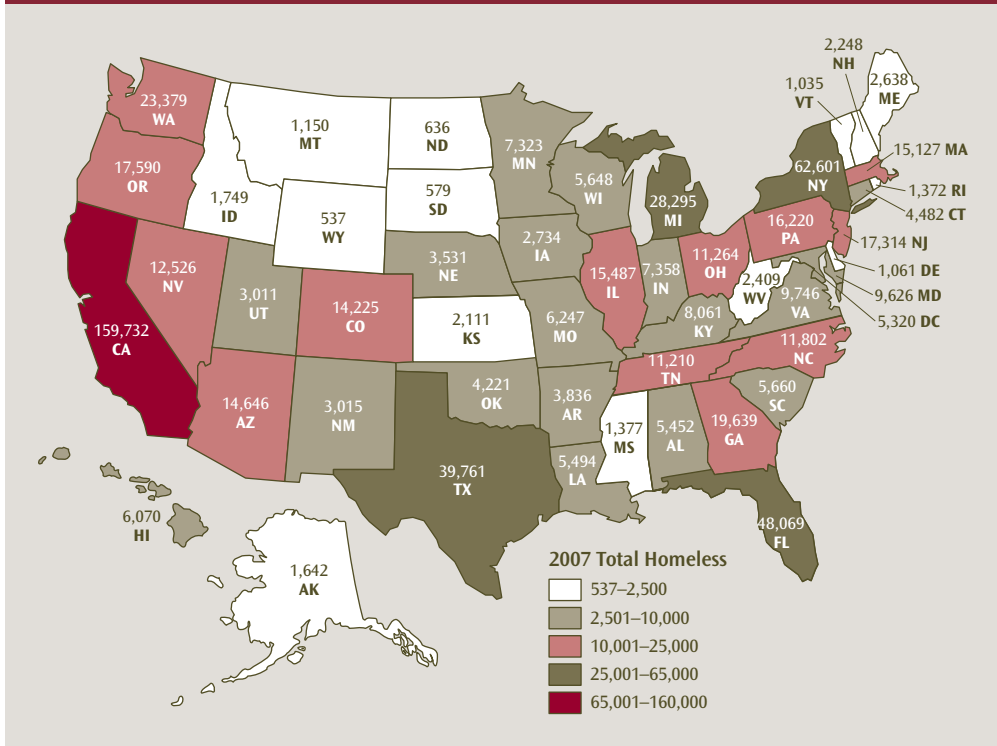 2,248
NH
1,035
VT
2,638
ME
23,379
WA
1,150
MT
636
ND
7,323
MN
15,127 MA
17,590
OR
62,601
NY
5,648
WI
1,372 RI
1,749
ID
579
SD
28,295
MI
4,482 CT
537
WY
16,220
PA
17,314 NJ
2,734
IA
3,531
NE
11,264
OH
12,526
NV
15,487
IL
7,358
IN
1,061 DE
2,409
WV
3,011
UT
14,225
CO
9,746
VA
9,626 MD
2,111
KS
6,247
MO
8,061
KY
5,320 DC
159,732
CA
11,802
NC
11,210
TN
4,221
OK
5,660
SC
3,836
AR
14,646
AZ
3,015
NM
19,639
GA
1,377
MS
5,452
AL
5,494
LA
39,761
TX
6,070
HI
48,069
FL
1,642
AK
2007 Total Homeless
537–2,500
2,501–10,000
10,001–25,000
25,001–65,000
65,001–160,000